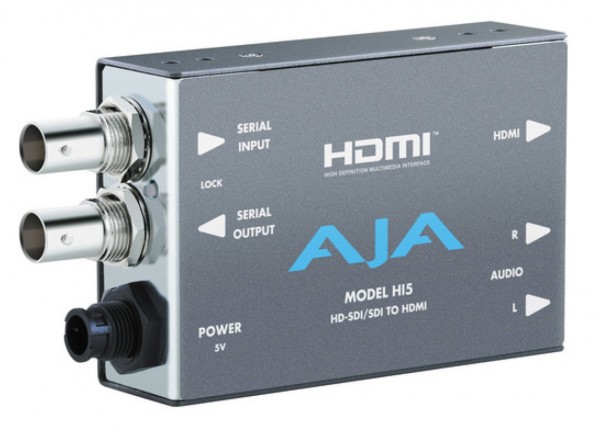 SERIAL
INPUT
LOCK
SERIAL
OUTPUT
POWER
5V
HDMI™
HIGH DEFINITION MULTIMEDIA INTERFACE
AJA
MODEL HI5
HD-SDI/SDI TO HDMI
HDMI
R
AUDIO
L